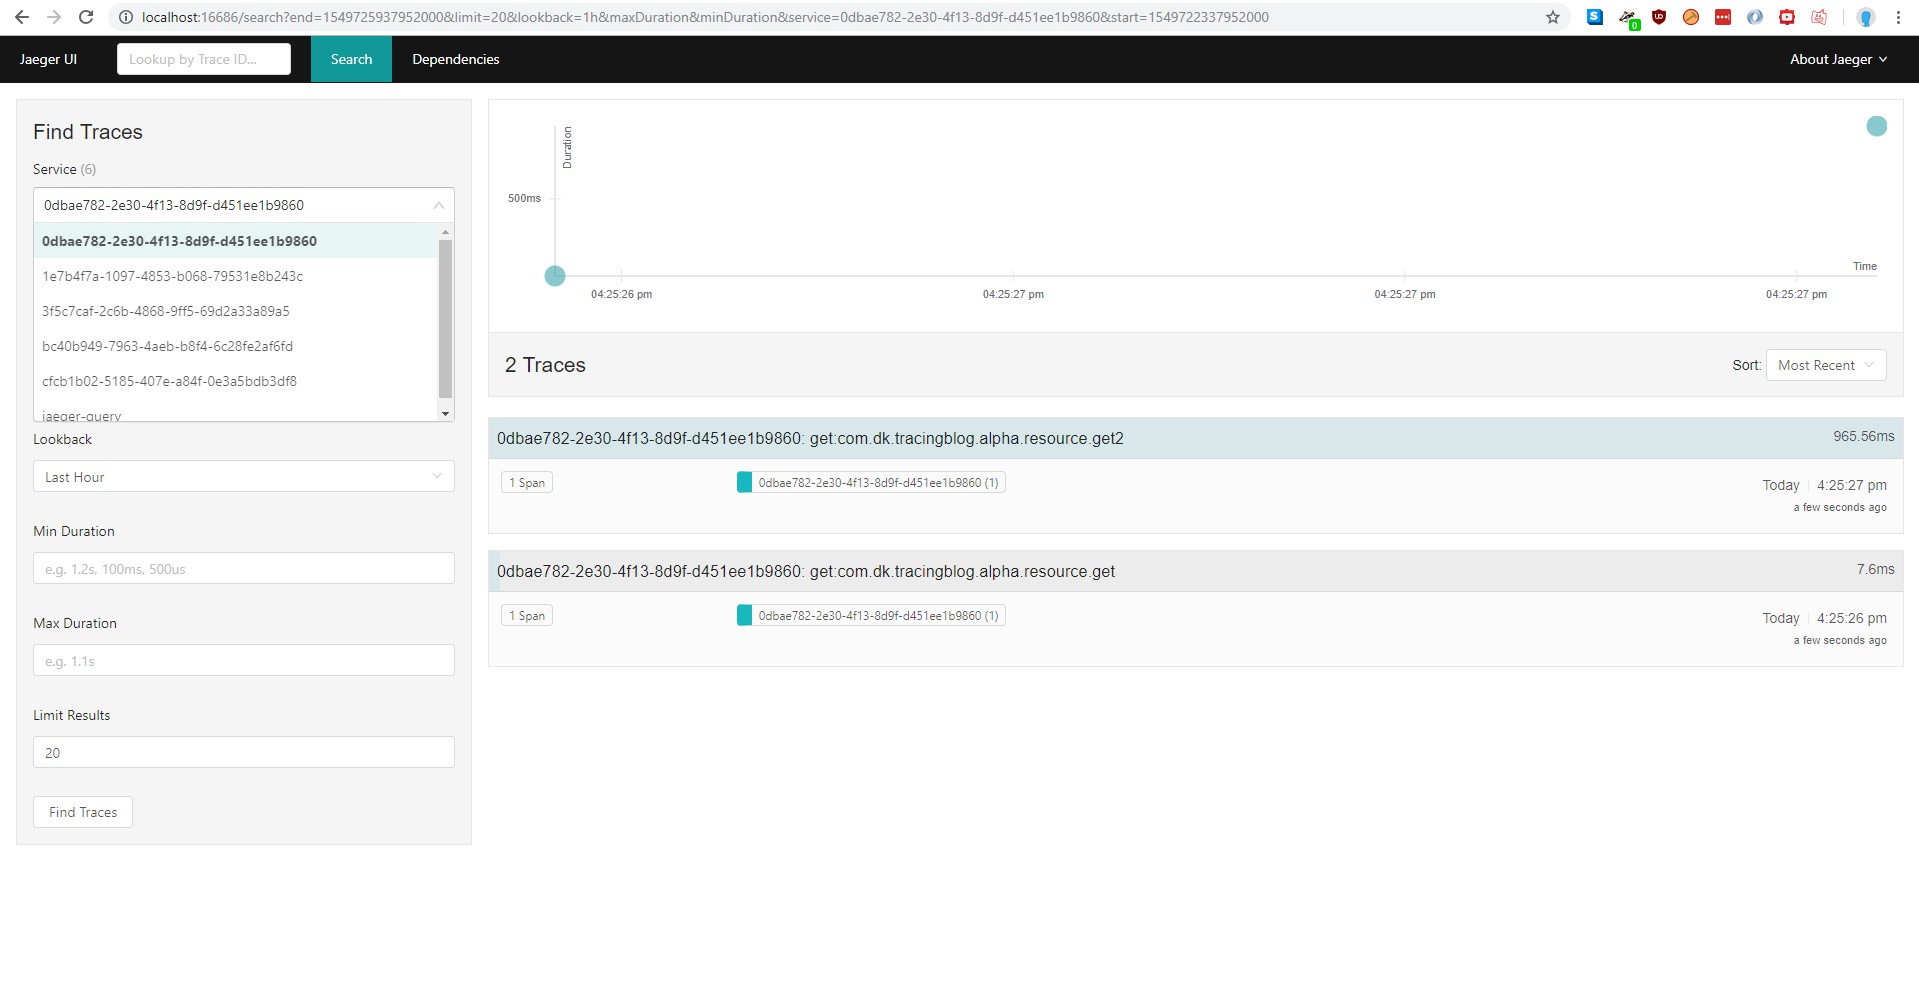 localhost:16686/search?end=1549725937952000&limit=20&lookback=1h&maxDuration&minDuration&service=0dbae782-2e30-4f13-8d9f-d451ee1b9860&start=1549722337952000
Jaeger UI
Lookup by Trace ID...
Search
Dependencies
About Jaeger
Find Traces
Service (6)
0dbae782-2e30-4f13-8d9f-d451ee1b9860
0dbae782-2e30-4f13-8d9f-d451ee1b9860
1e7b4f7a-1097-4853-b068-79531e8b243c
3f5c7caf-2c6b-4868-9ff5-69d2a33a89a5
bc40b949-7963-4aeb-b8f4-6c28fe2af6fd
cfcb1b02-5185-407e-a84f-0e3a5bdb3df8
jaeger-query
Lookback
Last Hour
Min Duration
e.g. 1.2s, 100ms, 500us
Max Duration
e.g. 1.1s
Limit Results
20
Find Traces
Duration
500ms
Time
04:25:26 pm
04:25:27 pm
04:25:27 pm
04:25:27 pm
2 Traces
Sort:
Most Recent
0dbae782-2e30-4f13-8d9f-d451ee1b9860: get:com.dk.tracingblog.alpha.resource.get2
965.56ms
1 Span
0dbae782-2e30-4f13-8d9f-d451ee1b9860 (1)
Today
4:25:27 pm
a few seconds ago
0dbae782-2e30-4f13-8d9f-d451ee1b9860: get:com.dk.tracingblog.alpha.resource.get
7.6ms
1 Span
0dbae782-2e30-4f13-8d9f-d451ee1b9860 (1)
Today
4:25:26 pm
a few seconds ago